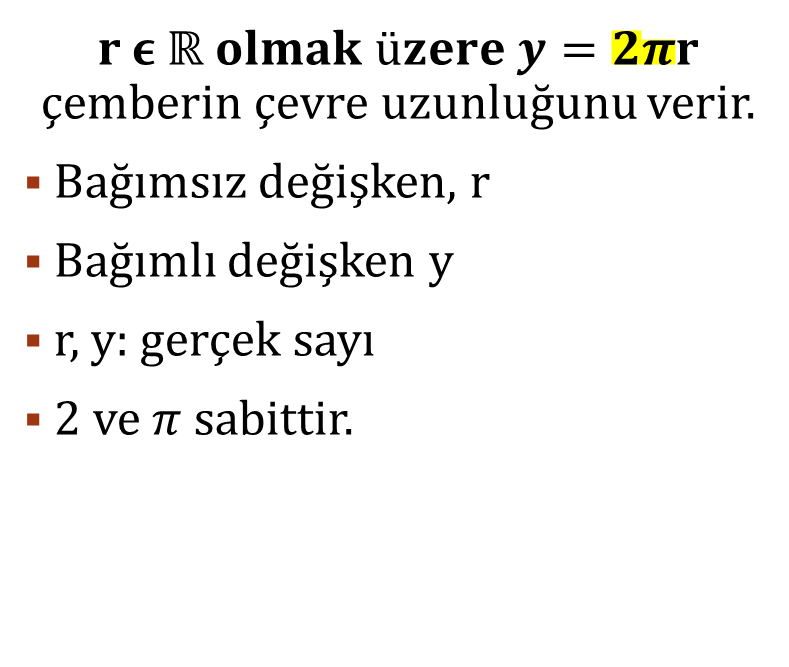 r ϵ ℝ olmak üzere y = 2πr
çemberin çevre uzunluğunu verir.
▪ Bağımsız değişken, r
▪ Bağımlı değişken y
▪ r, y: gerçek sayı
▪ 2 ve π sabittir.